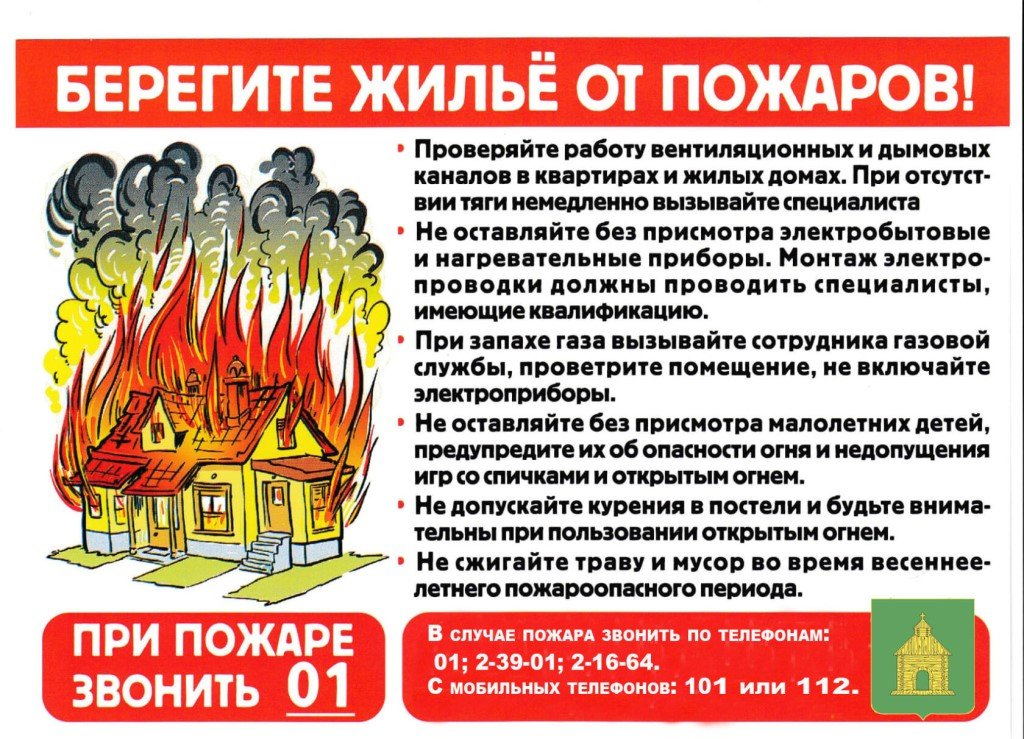 БЕРЕГИТЕ ЖИЛЬЁ ОТ ПОЖАРОВ!
Проверяйте работу вентиляционных и дымовых
каналов в квартирах и жилых домах. При отсутст-
вии тяги немедленно вызывайте специалиста
Не оставляйте без присмотра электробытовые
и нагревательные приборы. Монтаж электро-
проводки должны проводить специалисты,
имеющие квалификацию.
При запахе газа вызывайте сотрудника газовой
службы, проветрите помещение, не включайте
электроприборы.
Не оставляйте без присмотра малолетних детей,
предупредите их об опасности огня и недопущения
игр со спичками и открытым огнем.
Не допускайте курения в постели и будьте внима-
тельны при пользовании открытым огнем.
Не сжигайте траву и мусор во время весеннее-
летнего пожароопасного периода.
ПРИ ПОЖАРЕ
ЗВОНИТЬ 01
В СЛУЧАЕ ПОЖАРА ЗВОНИТЬ ПО ТЕЛЕФОНАМ:
01; 2-39-01; 2-16-64.
С МОБИЛЬНЫХ ТЕЛЕФОНОВ: 101 ИЛИ 112.